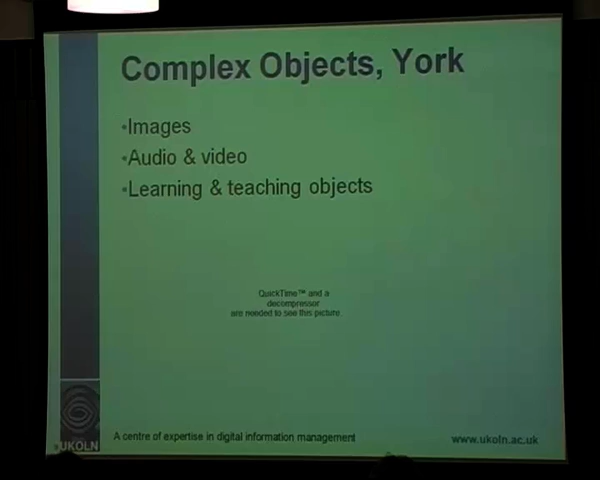 Complex Objects, York
•Images
•Audio & video
•Learning & teaching objects
QuickTime™ and a
decompressor
are needed to see this picture.
UKOLN
A centre of expertise in digital information management
www.ukoln.ac.uk